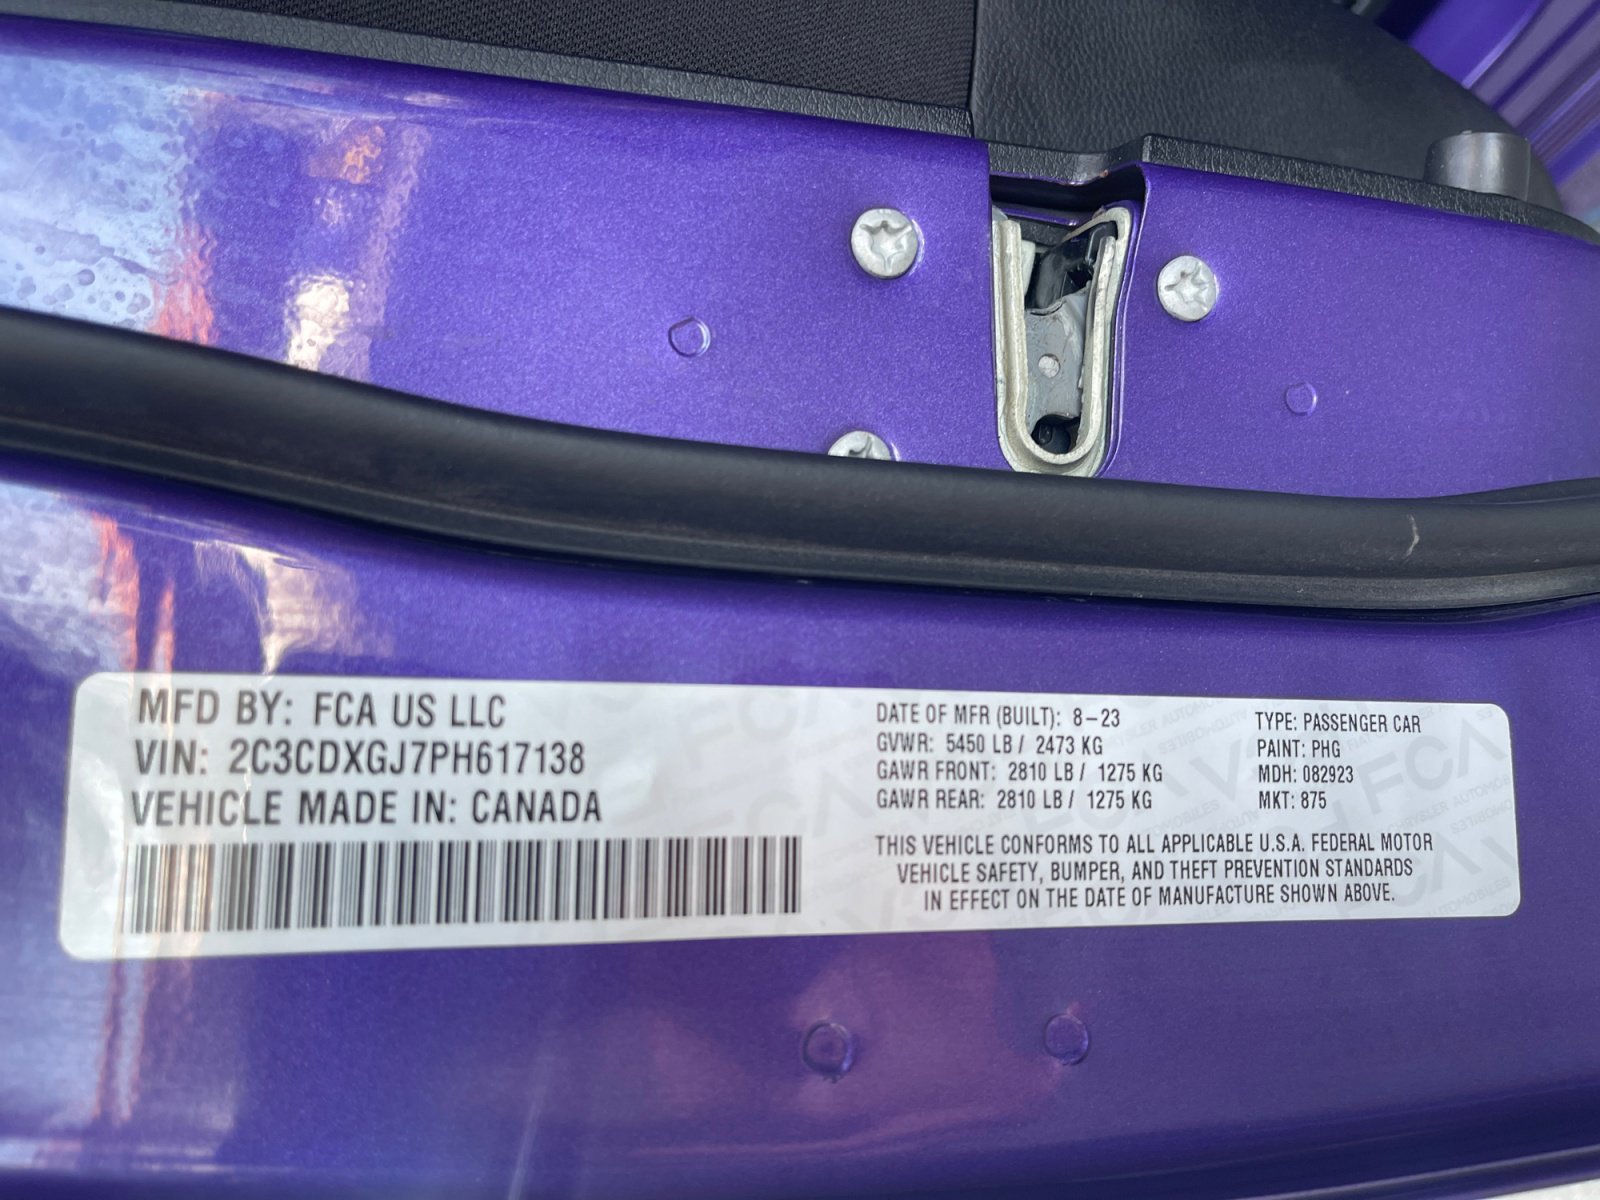 MFD BY: FCA US LLC
VIN: 2C3CDXGJ7PH617138
VEHICLE MADE IN: CANADA
DATE OF MFR (BUILT): 8-23
GVWR: 5450 LB / 2473 KG
GAWR FRONT: 2810 LB / 1275 KG
GAWR REAR: 2810 LB / 1275 KG
TYPE: PASSENGER CAR
PAINT: PHG
MDH: 082923
MKT: 875
THIS VEHICLE CONFORMS TO ALL APPLICABLE U.S.A. FEDERAL MOTOR
VEHICLE SAFETY, BUMPER, AND THEFT PREVENTION STANDARDS
IN EFFECT ON THE DATE OF MANUFACTURE SHOWN ABOVE.